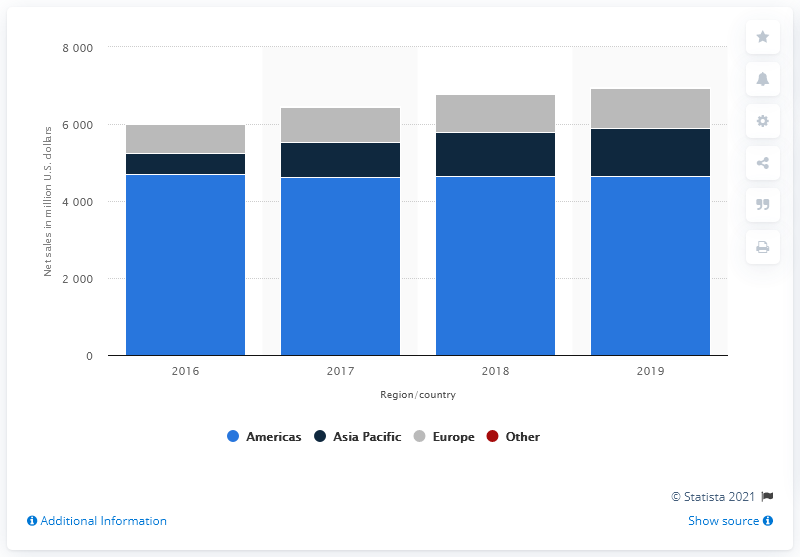 8 000
6 000
4 000
2 000
0
Net sales in million U.S. dollars
2016 2017 2018 2019
Region/country
Americas Asia Pacific Europe Other
© Statista 2021
Additional Information Show source